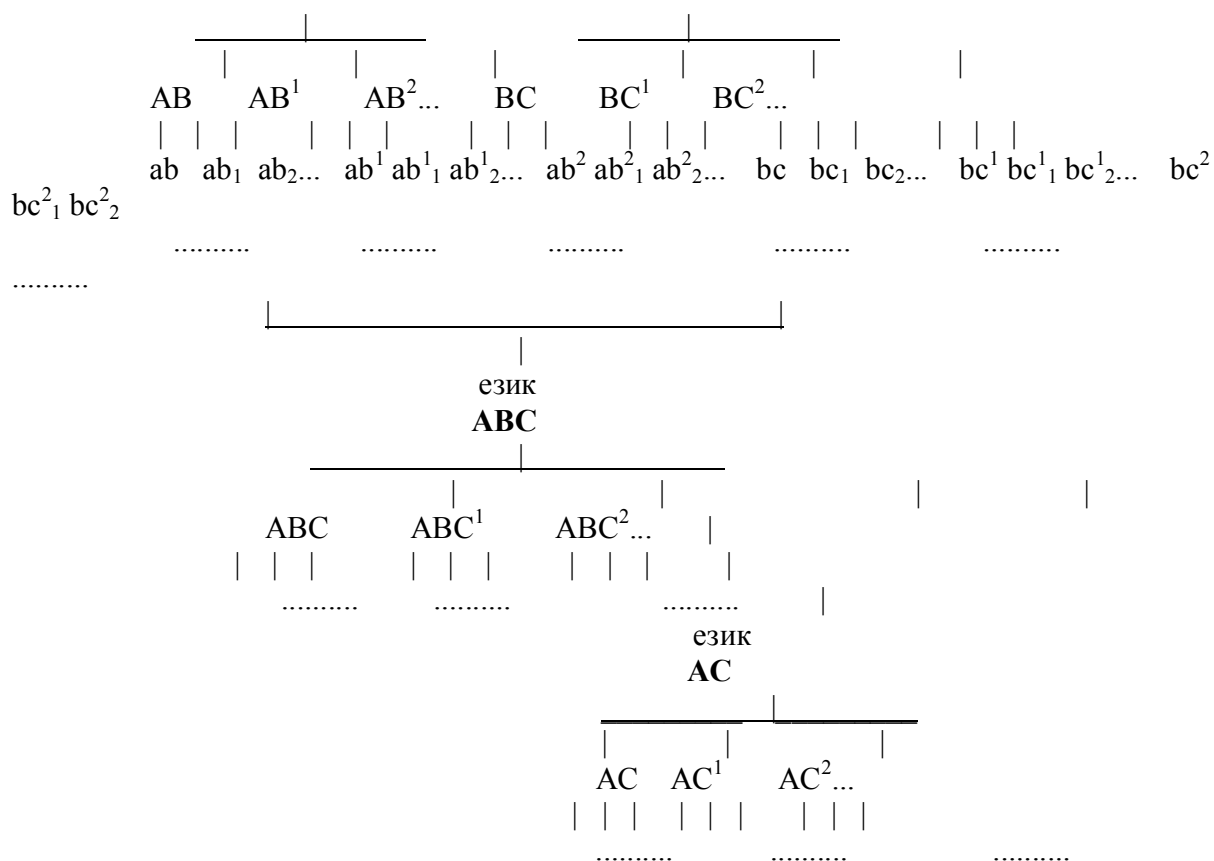 AB AB¹ AB²... BC BC¹ BC²...
ab ab₁ ab₂... ab¹ ab¹₁ ab¹₂... ab² ab²₁ ab²₂... bc bc₁ bc₂... bc¹ bc¹₁ bc¹₂... bc²
bc²₁ bc²₂
.......... .......... .......... .......... ..........
..........
език
ABC
ABC ABC¹ ABC²...
.......... .......... ..........
език
AC
AC AC¹ AC²...
.......... .......... ..........